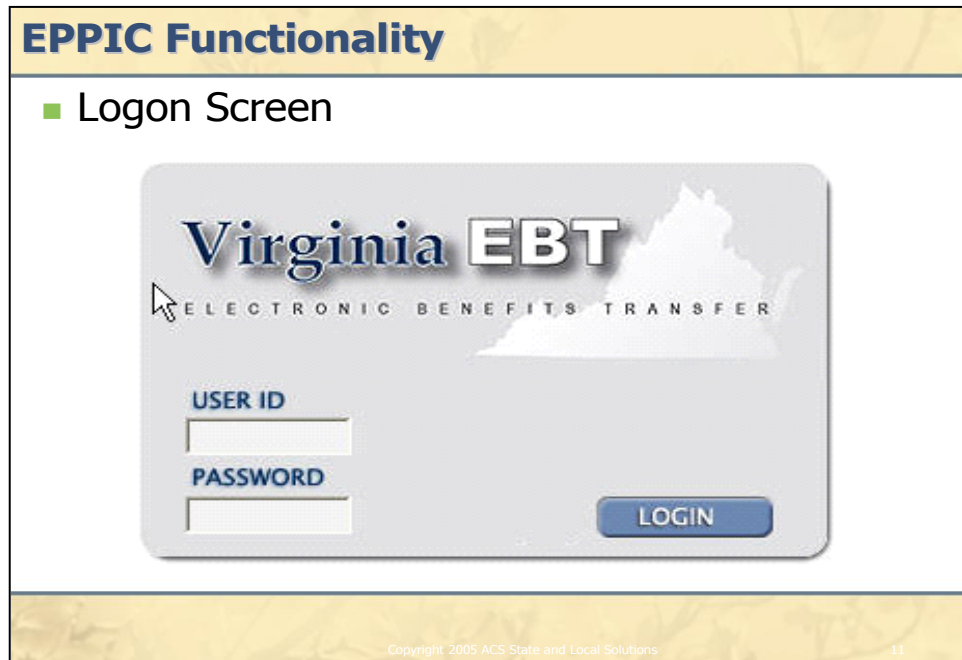 EPPIC Functionality
Logon Screen
Virginia EBT
ELECTRONIC BENEFITS TRANSFER
USER ID
PASSWORD
LOGIN
Copyright 2005 ACS State and Local Solutions 11